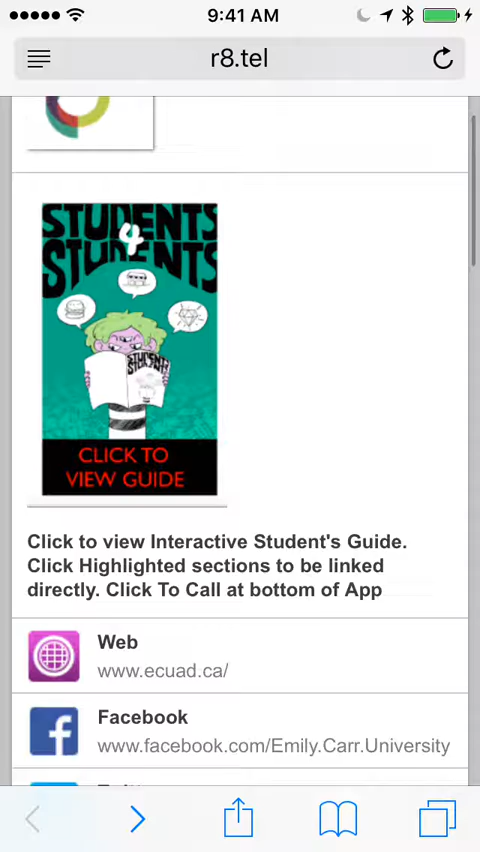 9:41 AM
r8.tel
STUDENTS
4
STUDENTS
STUDENT
STUDENT
CLICK TO
VIEW GUIDE
Click to view Interactive Student's Guide.
Click Highlighted sections to be linked
directly. Click To Call at bottom of App
Web
www.ecuad.ca/
Facebook
www.facebook.com/Emily.Carr.University